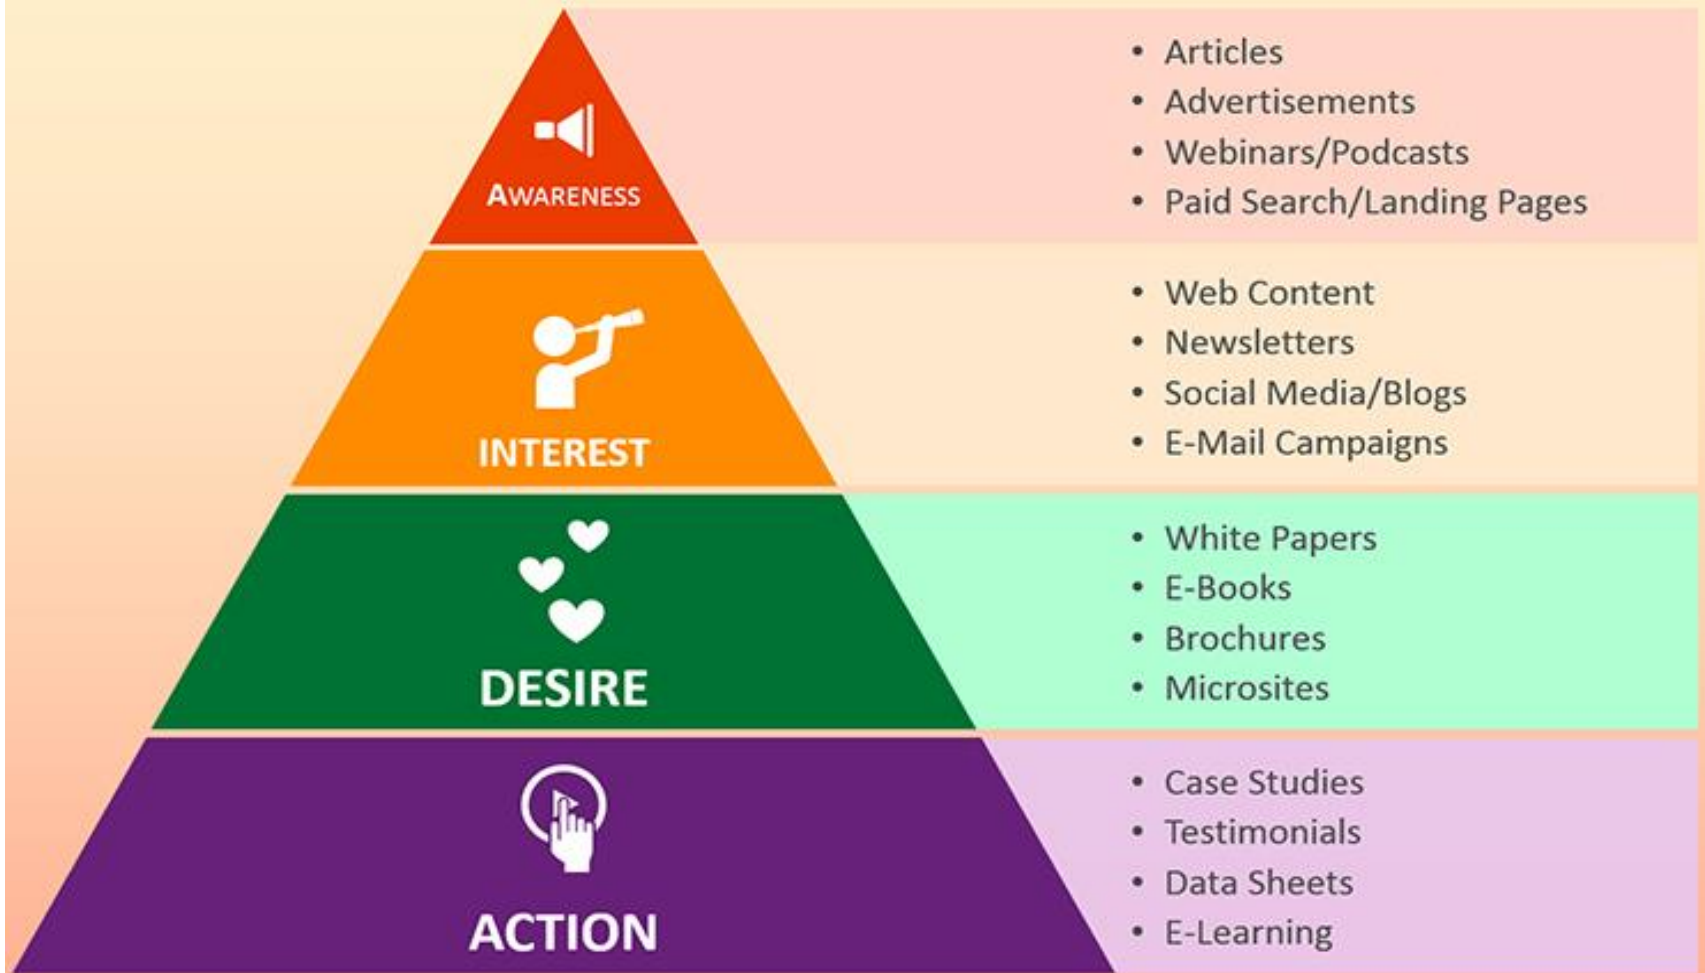 AWARENESS
• Articles
• Advertisements
• Webinars/Podcasts
• Paid Search/Landing Pages
INTEREST
• Web Content
• Newsletters
• Social Media/Blogs
• E-Mail Campaigns
DESIRE
• White Papers
• E-Books
• Brochures
• Microsites
ACTION
• Case Studies
• Testimonials
• Data Sheets
• E-Learning